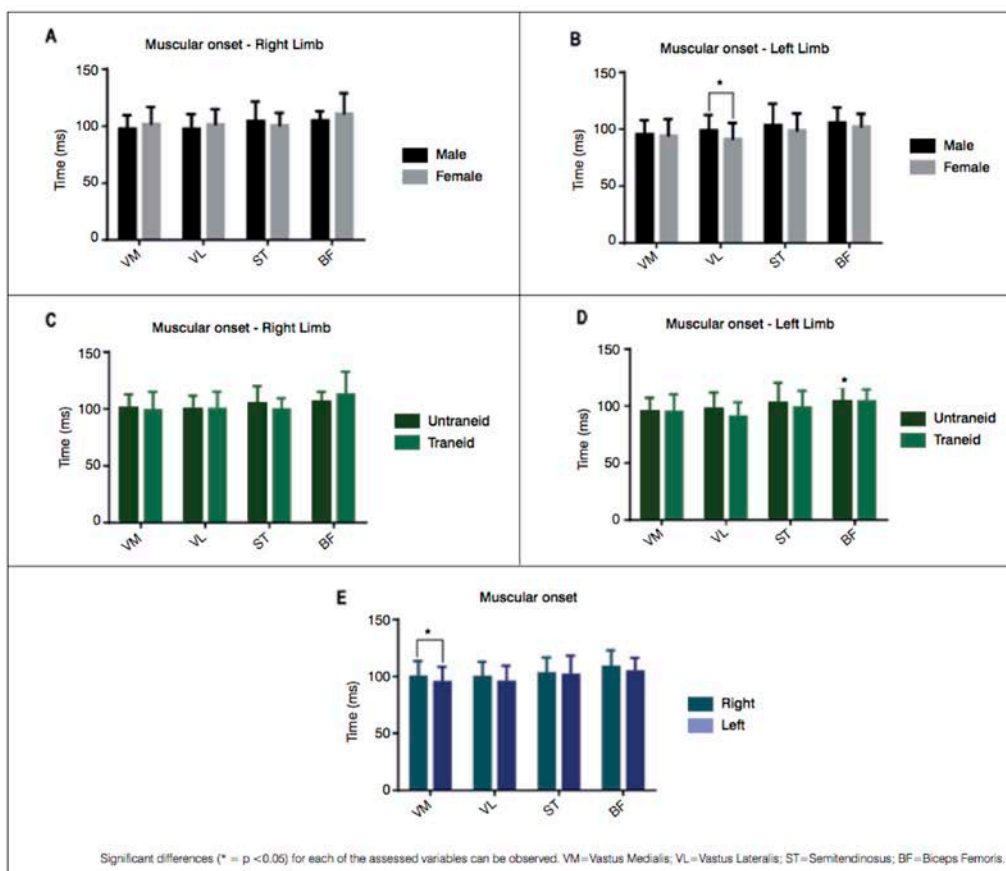 A
Muscular onset - Right Limb
150
100
50
0
Time (ms)
VM
VL
ST
BF
Male
Female
B
Muscular onset - Left Limb
*
150
100
50
0
Time (ms)
VM
VL
ST
BF
Male
Female
C
Muscular onset - Right Limb
150
100
50
0
Time (ms)
VM
VL
ST
BF
Untraneid
Traneid
D
Muscular onset - Left Limb
*
150
100
50
0
Time (ms)
VM
VL
ST
BF
Untraneid
Traneid
E
Muscular onset
*
150
100
50
0
Time (ms)
VM
VL
ST
BF
Right
Left
Significant differences (* = p <0.05) for each of the assessed variables can be observed. VM=Vastus Medialis; VL=Vastus Lateralis; ST=Semitendinosus; BF=Biceps Femoris.